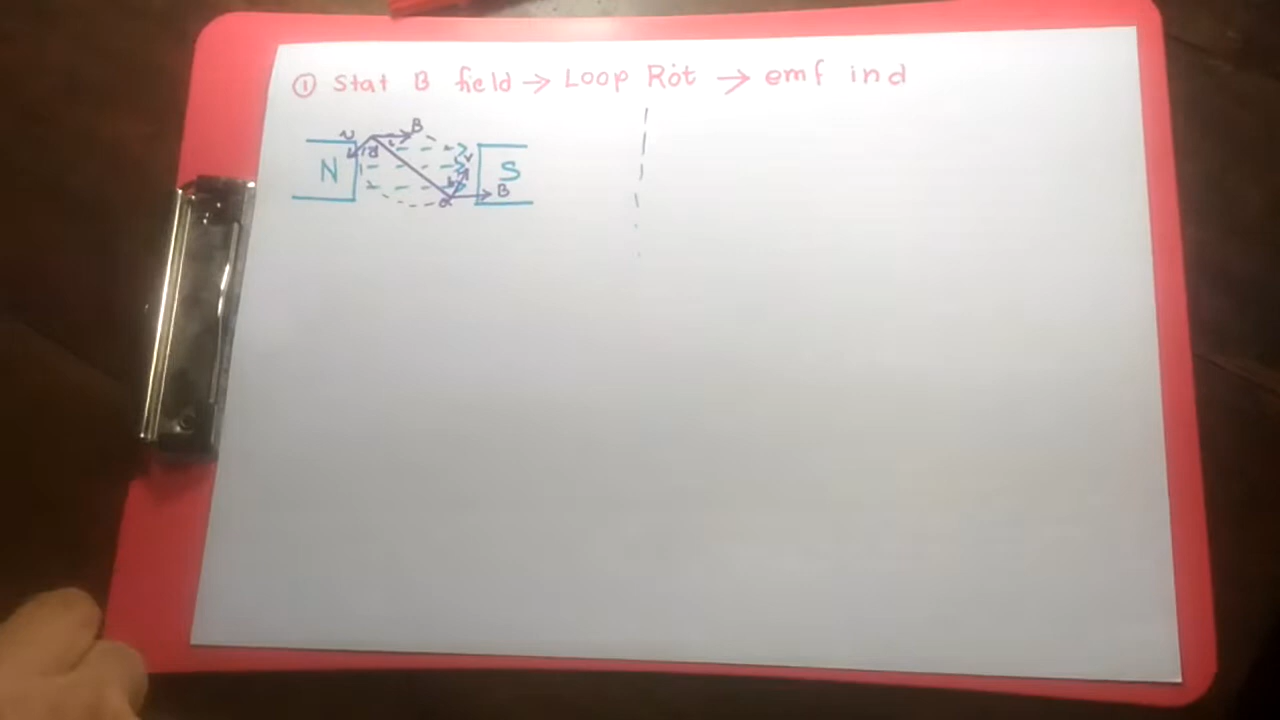 ① Stat B field → Loop Rot → emf ind
B
N S
B